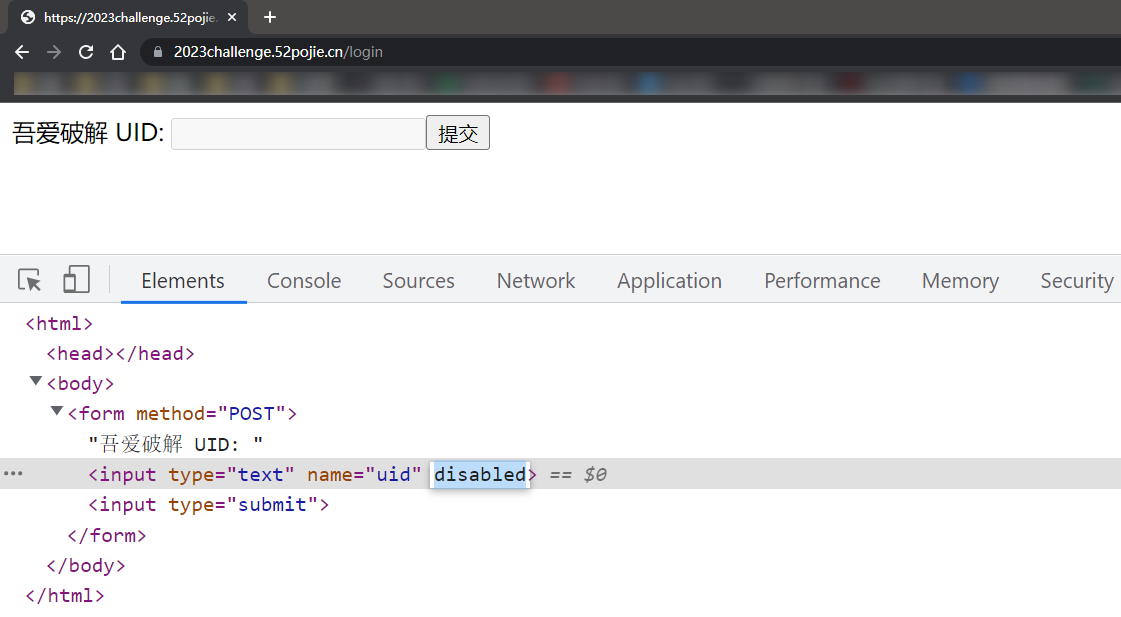 https://2023challenge.52pojie.
2023challenge.52pojie.cn/login
吾爱破解 UID: 提交
Elements Console Sources Network Application Performance Memory Security
<html>
<head></head>
<body>
<form method="POST">
"吾爱破解 UID: "
<input type="text" name="uid" disabled> == $0
<input type="submit">
</form>
</body>
</html>